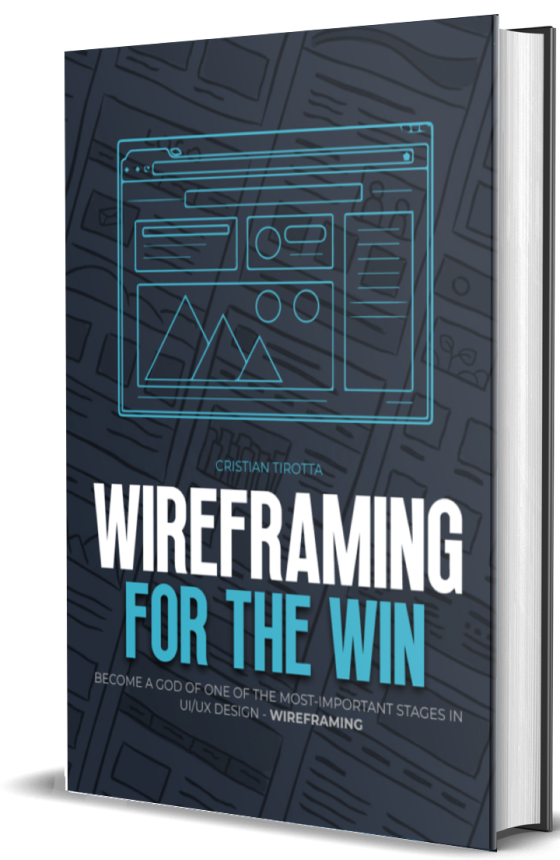 CRISTIAN TIROTTA
WIREFRAMING
FOR THE WIN
BECOME A GOD OF ONE OF THE MOST-IMPORTANT STAGES IN
UI/UX DESIGN - WIREFRAMING